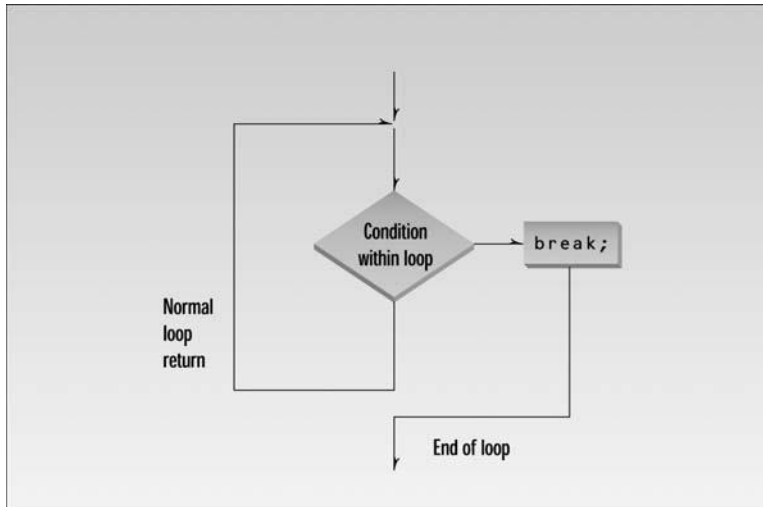 Condition
within loop
break;
Normal
loop
return
End of loop